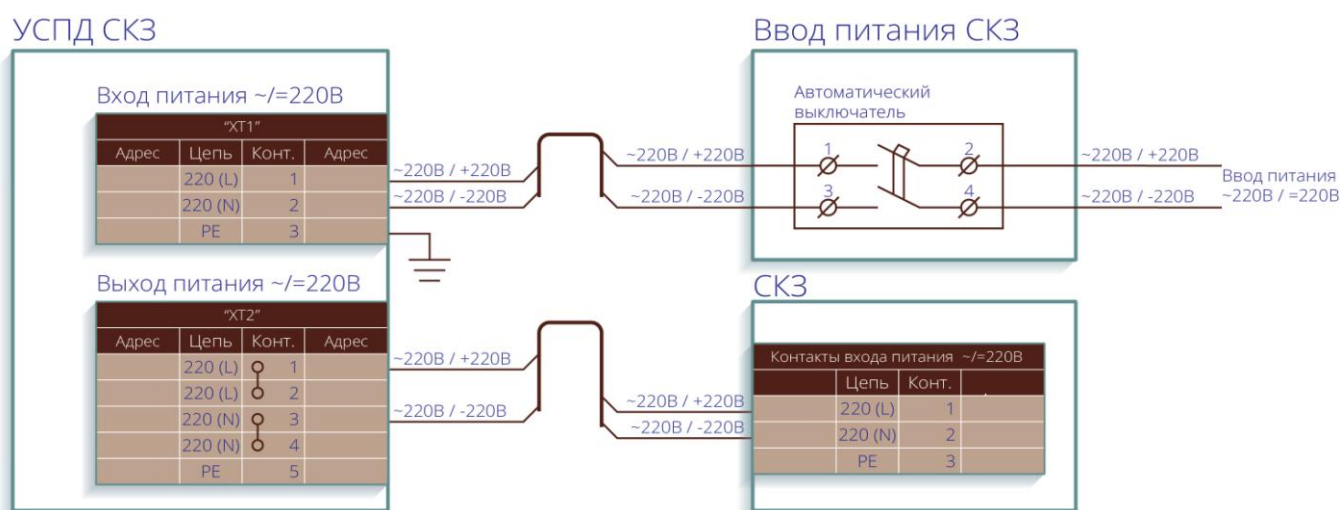 УСПД СКЗ
Вход питания ~/=220В
"XT1"
Адрес Цепь Конт. Адрес
220 (L) 1
220 (N) 2
PE 3
~220В / +220В
~220В / -220В
Выход питания ~/=220В
"XT2"
Адрес Цепь Конт. Адрес
220 (L) 1
220 (L) 2
220 (N) 3
220 (N) 4
PE 5
~220В / +220В
~220В / -220В
Ввод питания СКЗ
Автоматический
выключатель
~220В / +220В
~220В / -220В
1 2
3 4
~220В / +220В
~220В / -220В
Ввод питания
~220В / =220В
СКЗ
~220В / +220В
~220В / -220В
Контакты входа питания ~/=220В
Цепь Конт.
220 (L) 1
220 (N) 2
PE 3